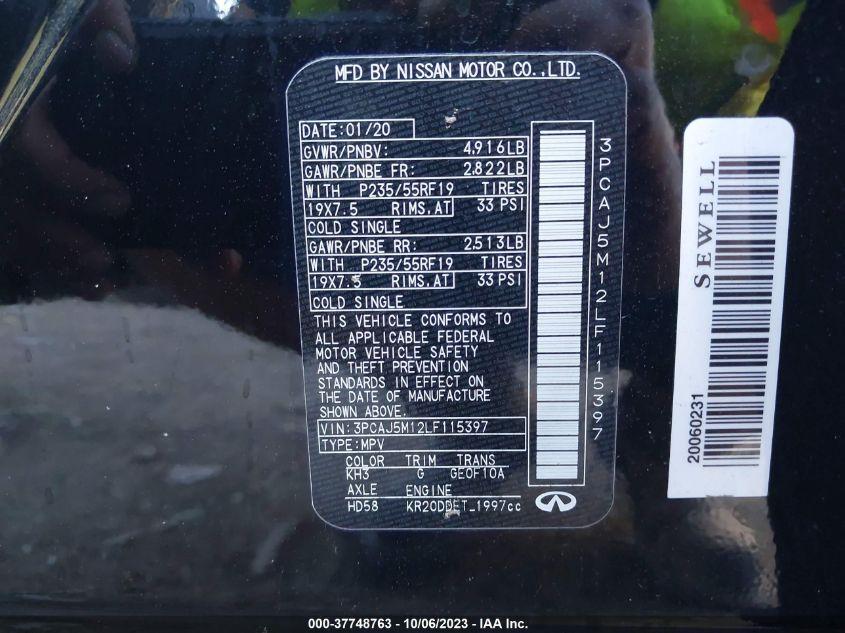 MFD BY NISSAN MOTOR CO.,LTD.
DATE:01/20
GVWR/PNBV: 4,916LB
GAWR/PNBE FR: 2,822LB
WITH P235/55RF19 TIRES
19X7.5 RIMS,AT 33 PSI
COLD SINGLE
GAWR/PNBE RR: 2,513LB
WITH P235/55RF19 TIRES
19X7.5 RIMS,AT 33 PSI
COLD SINGLE
THIS VEHICLE CONFORMS TO
ALL APPLICABLE FEDERAL
MOTOR VEHICLE SAFETY
AND THEFT PREVENTION
STANDARDS IN EFFECT ON
THE DATE OF MANUFACTURE
SHOWN ABOVE.
VIN:3PCAJ5M12LF115397
TYPE:MPV
COLOR TRIM TRANS
KH3 G GE0F10A
AXLE ENGINE
HD58 KR20DDET_1997cc
3PCAJ5M12LF115397
SEWELL
20060231
000-37748763 - 10/06/2023 - IAA Inc.